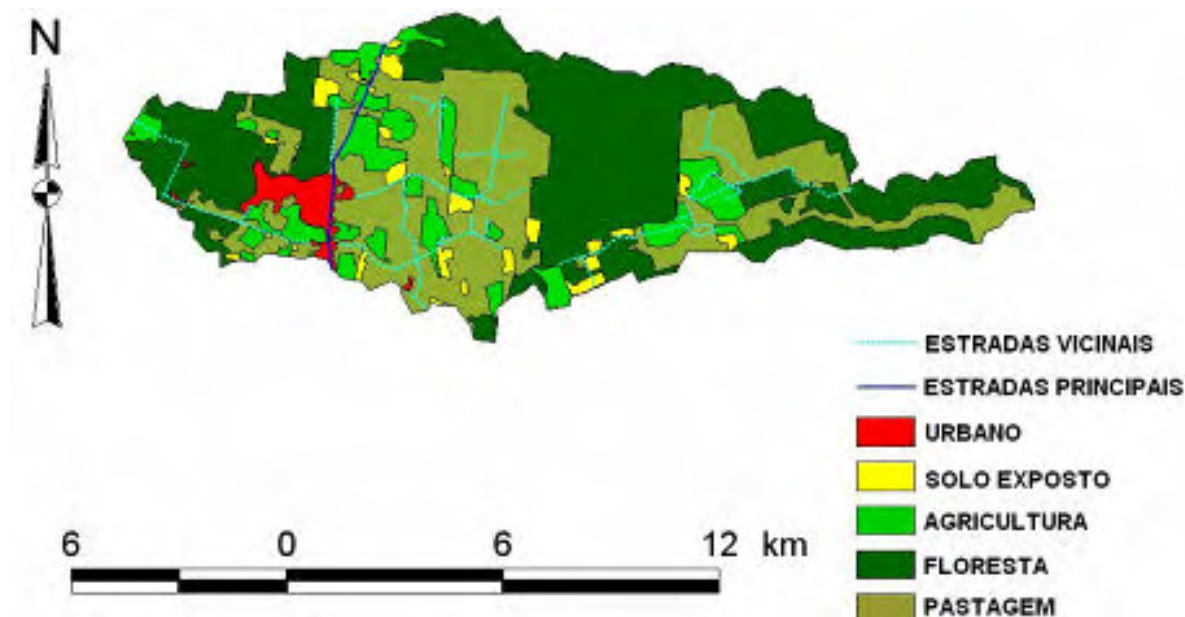 N
ESTRADAS VICINAIS
ESTRADAS PRINCIPAIS
URBANO
SOLO EXPOSTO
AGRICULTURA
FLORESTA
PASTAGEM
6 0 6 12 km